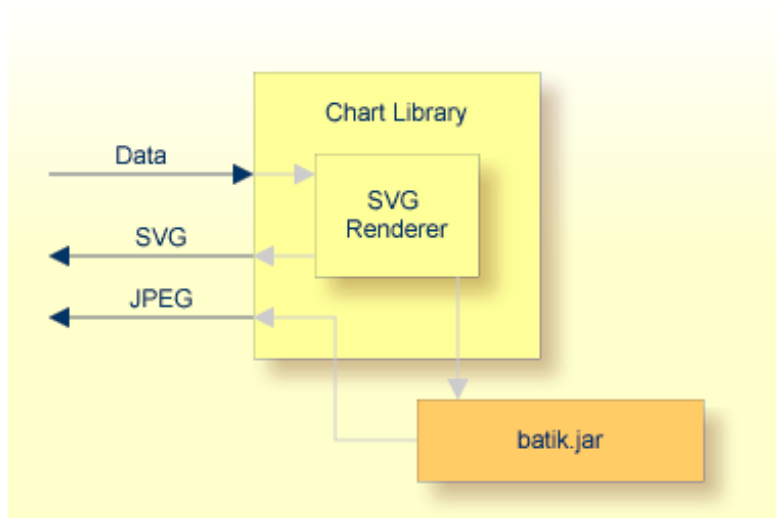 Chart Library
Data
SVG
Renderer
SVG
JPEG
batik.jar